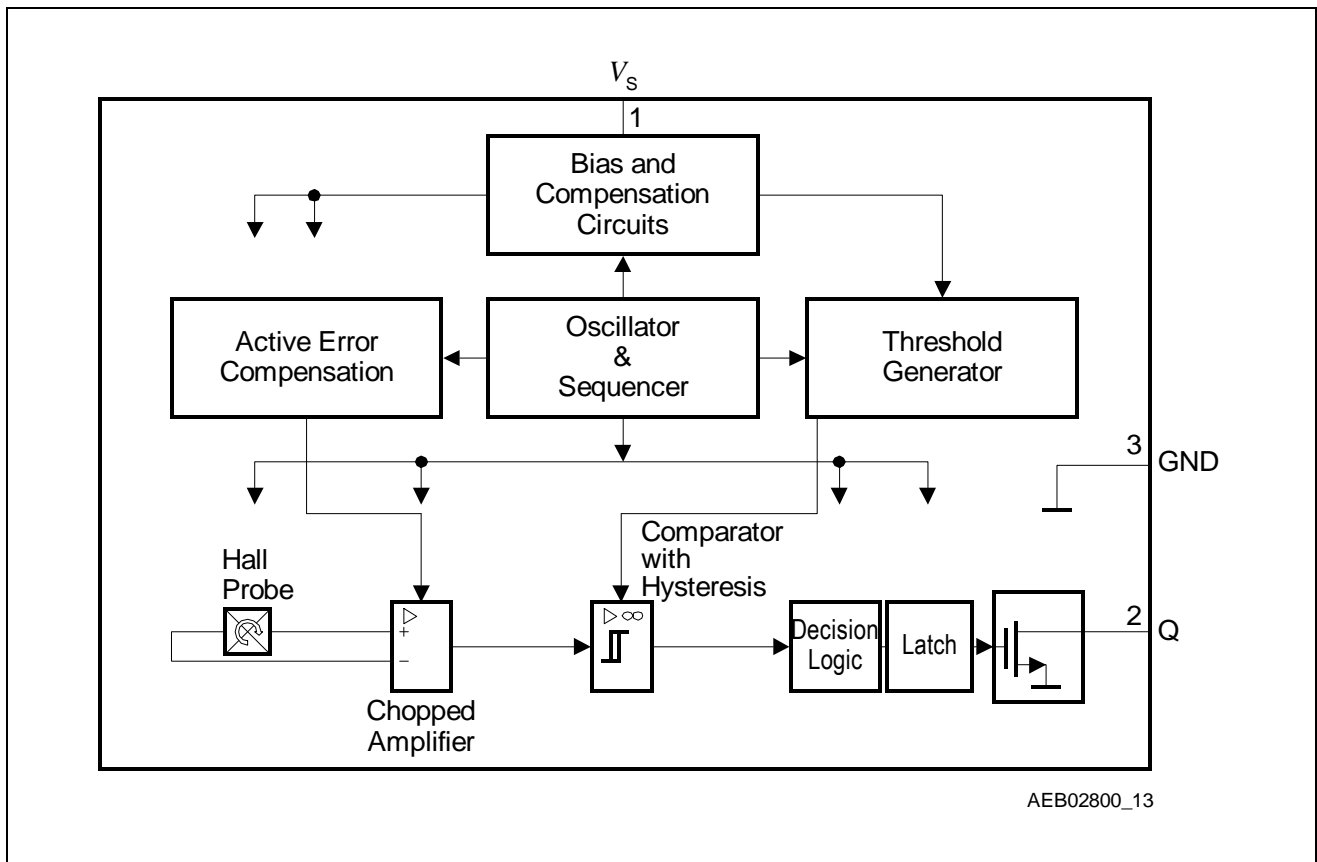 VS
1
Bias and
Compensation
Circuits
Active Error
Compensation
Oscillator
&
Sequencer
Threshold
Generator
3
GND
Comparator
with
Hysteresis
Hall
Probe
▷
+
−
▷ ∞
Decision
Logic
Latch
2
Q
Chopped
Amplifier
AEB02800_13